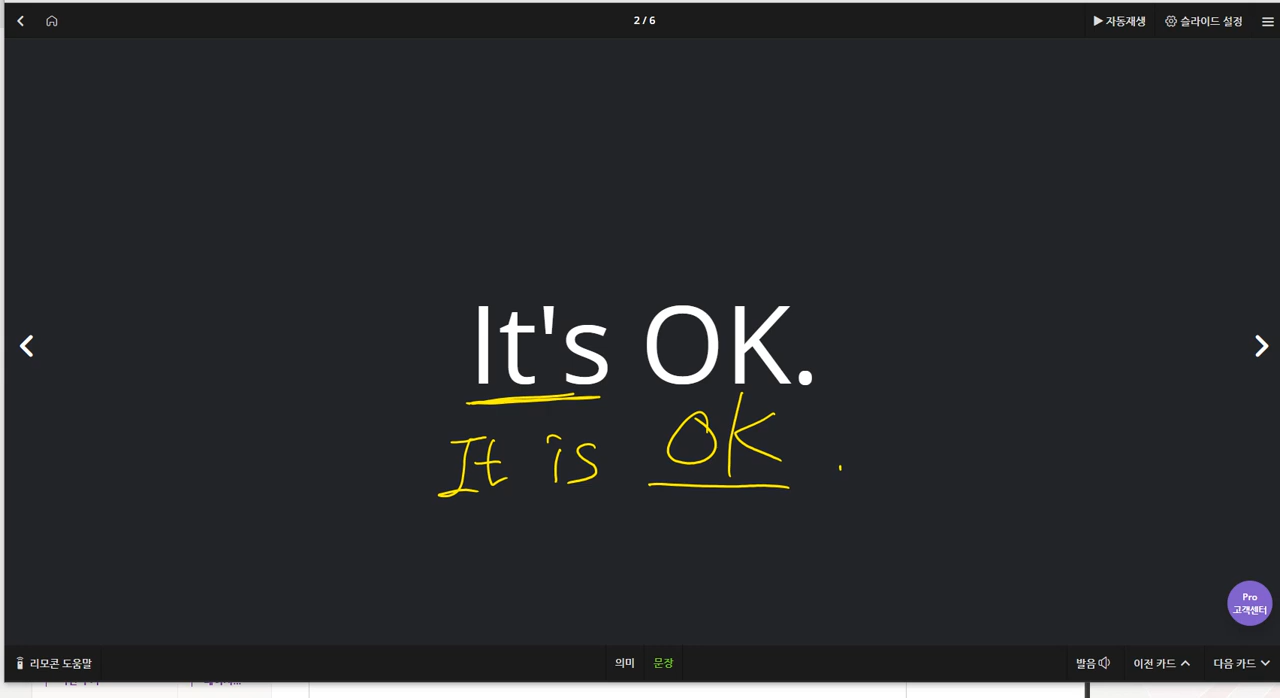 2 / 6
자동재생
슬라이드 설정
It's OK.
It is OK.
Pro
고객센터
리모콘 도움말
의미
문장
발음
이전 카드
다음 카드